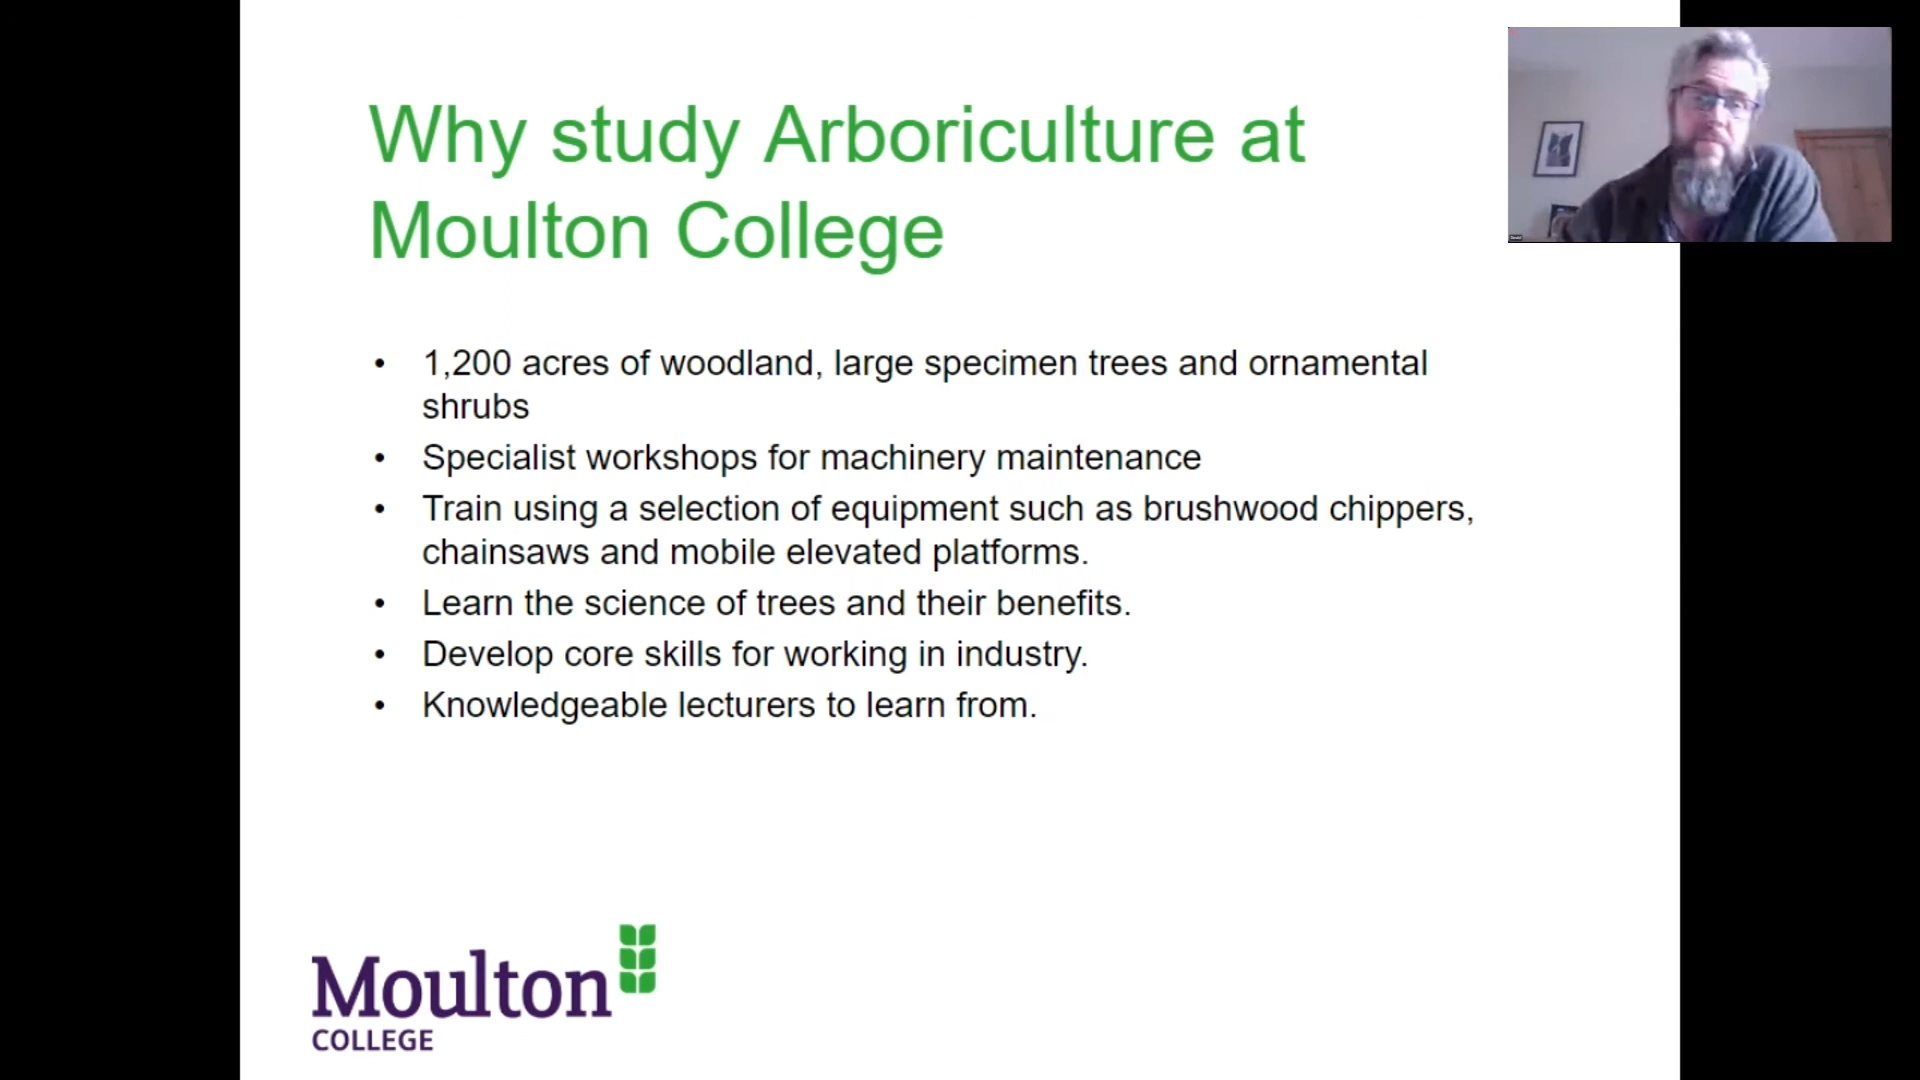 Why study Arboriculture at
Moulton College
• 1,200 acres of woodland, large specimen trees and ornamental
shrubs
• Specialist workshops for machinery maintenance
• Train using a selection of equipment such as brushwood chippers,
chainsaws and mobile elevated platforms.
• Learn the science of trees and their benefits.
• Develop core skills for working in industry.
• Knowledgeable lecturers to learn from.
Moulton
COLLEGE